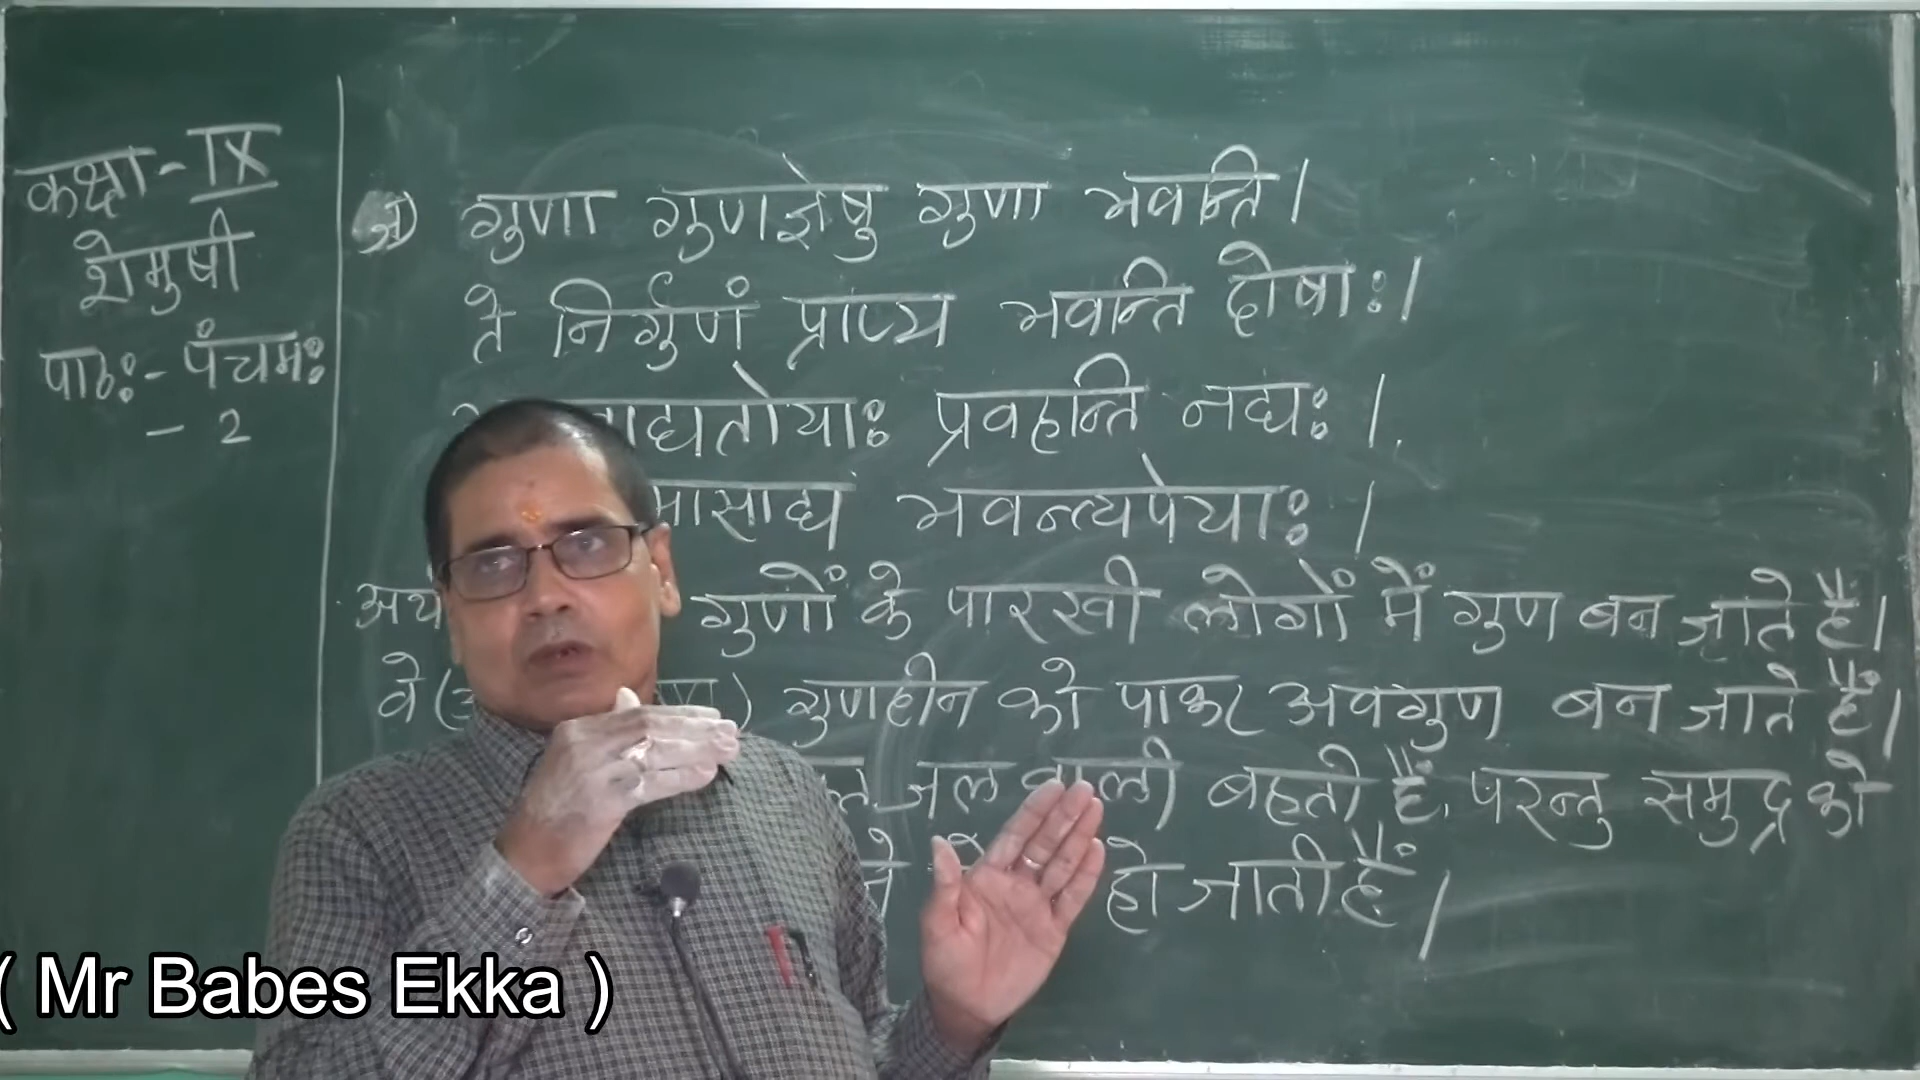 कक्षा - IX
शेमुषी
पाठः - पंचमः
- 2
गुणा गुणज्ञेषु गुणा भवन्ति।
ते निर्गुणं प्राप्य भवन्ति दोषाः।
द्यतोयाः प्रवहन्ति नद्यः।
मासाद्य भवन्त्यपेयाः।
गुणों के पारखी लोगों में गुण बन जाते हैं।
वे ( ) गुणहीन को पाकर अवगुण बन जाते हैं।
जल वाली बहती हैं, परन्तु समुद्र को
हो जाती हैं।
( Mr Babes Ekka )